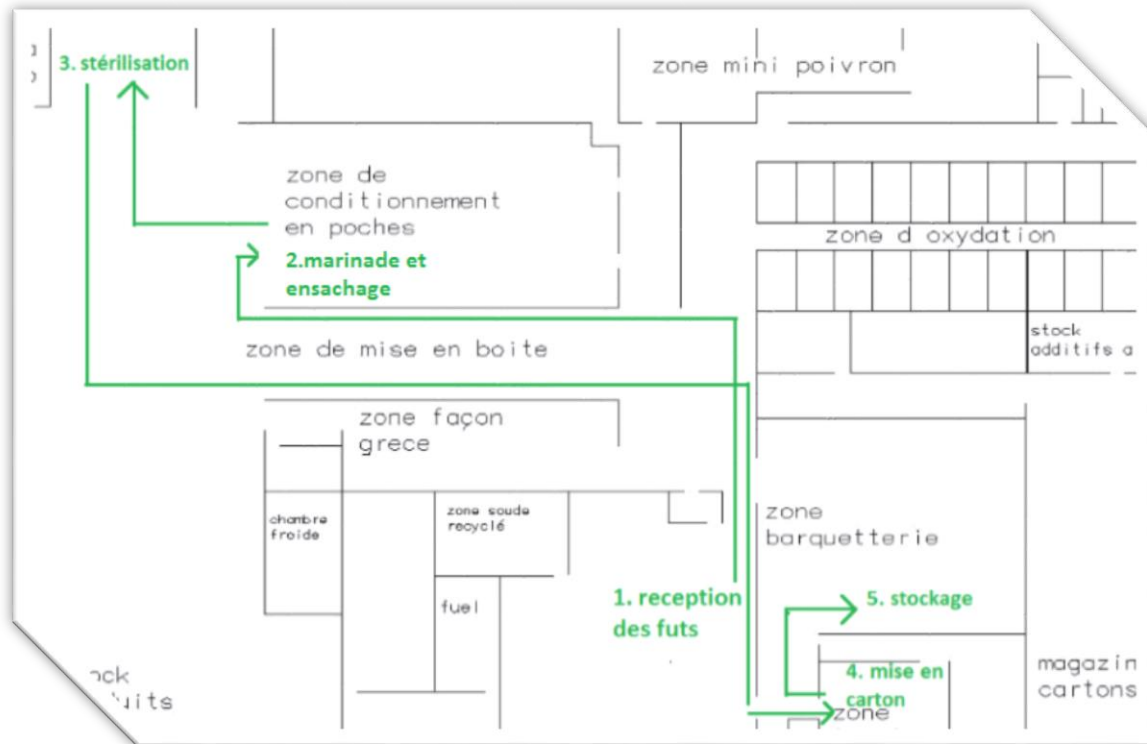 3. stérilisation
zone mini poivron
zone de
conditionnement
en poches
2.marinade et
ensachage
zone d oxydation
stock
additifs a
zone de mise en boite
zone façon
grece
chambre
froide
zone soude
recyclé
fuel
zone
barquetterie
1. reception
des futs
5. stockage
4. mise en
carton
zone
magazin
cartons